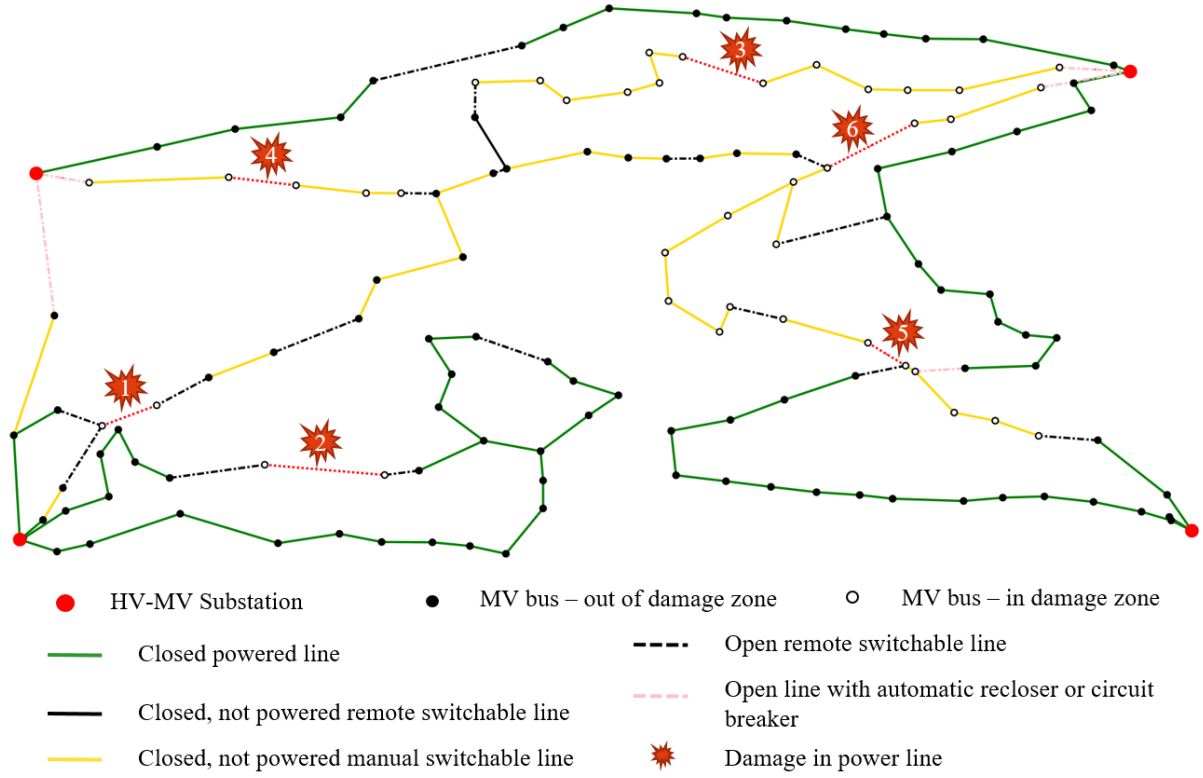 3
6
4
5
1
2
HV-MV Substation
MV bus – out of damage zone
MV bus – in damage zone
Closed powered line
Open remote switchable line
Closed, not powered remote switchable line
Open line with automatic recloser or circuit
breaker
Closed, not powered manual switchable line
Damage in power line